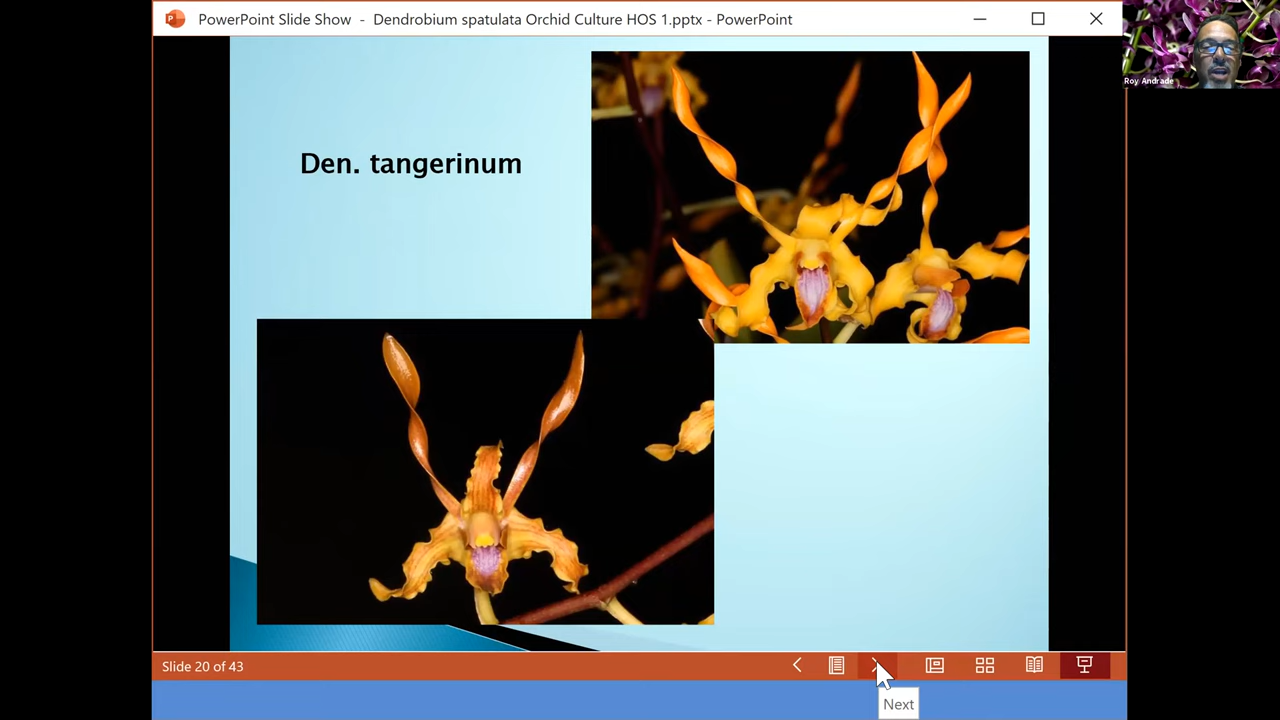 PowerPoint Slide Show - Dendrobium spatulata Orchid Culture HOS 1.pptx - PowerPoint
Roy Andrade
Den. tangerinum
Slide 20 of 43
Next